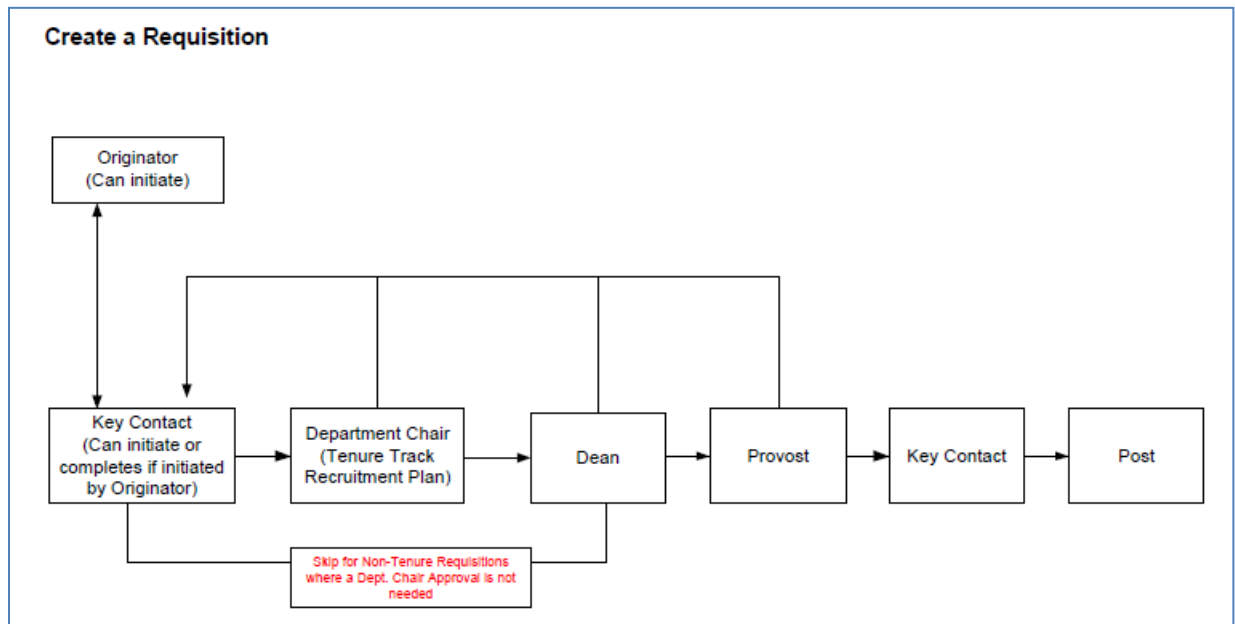 Create a Requisition
Originator
(Can initiate)
Key Contact
(Can initiate or
completes if initiated
by Originator)
Department Chair
(Tenure Track
Recruitment Plan)
Dean
Provost
Key Contact
Post
Skip for Non-Tenure Requisitions
where a Dept. Chair Approval is not
needed